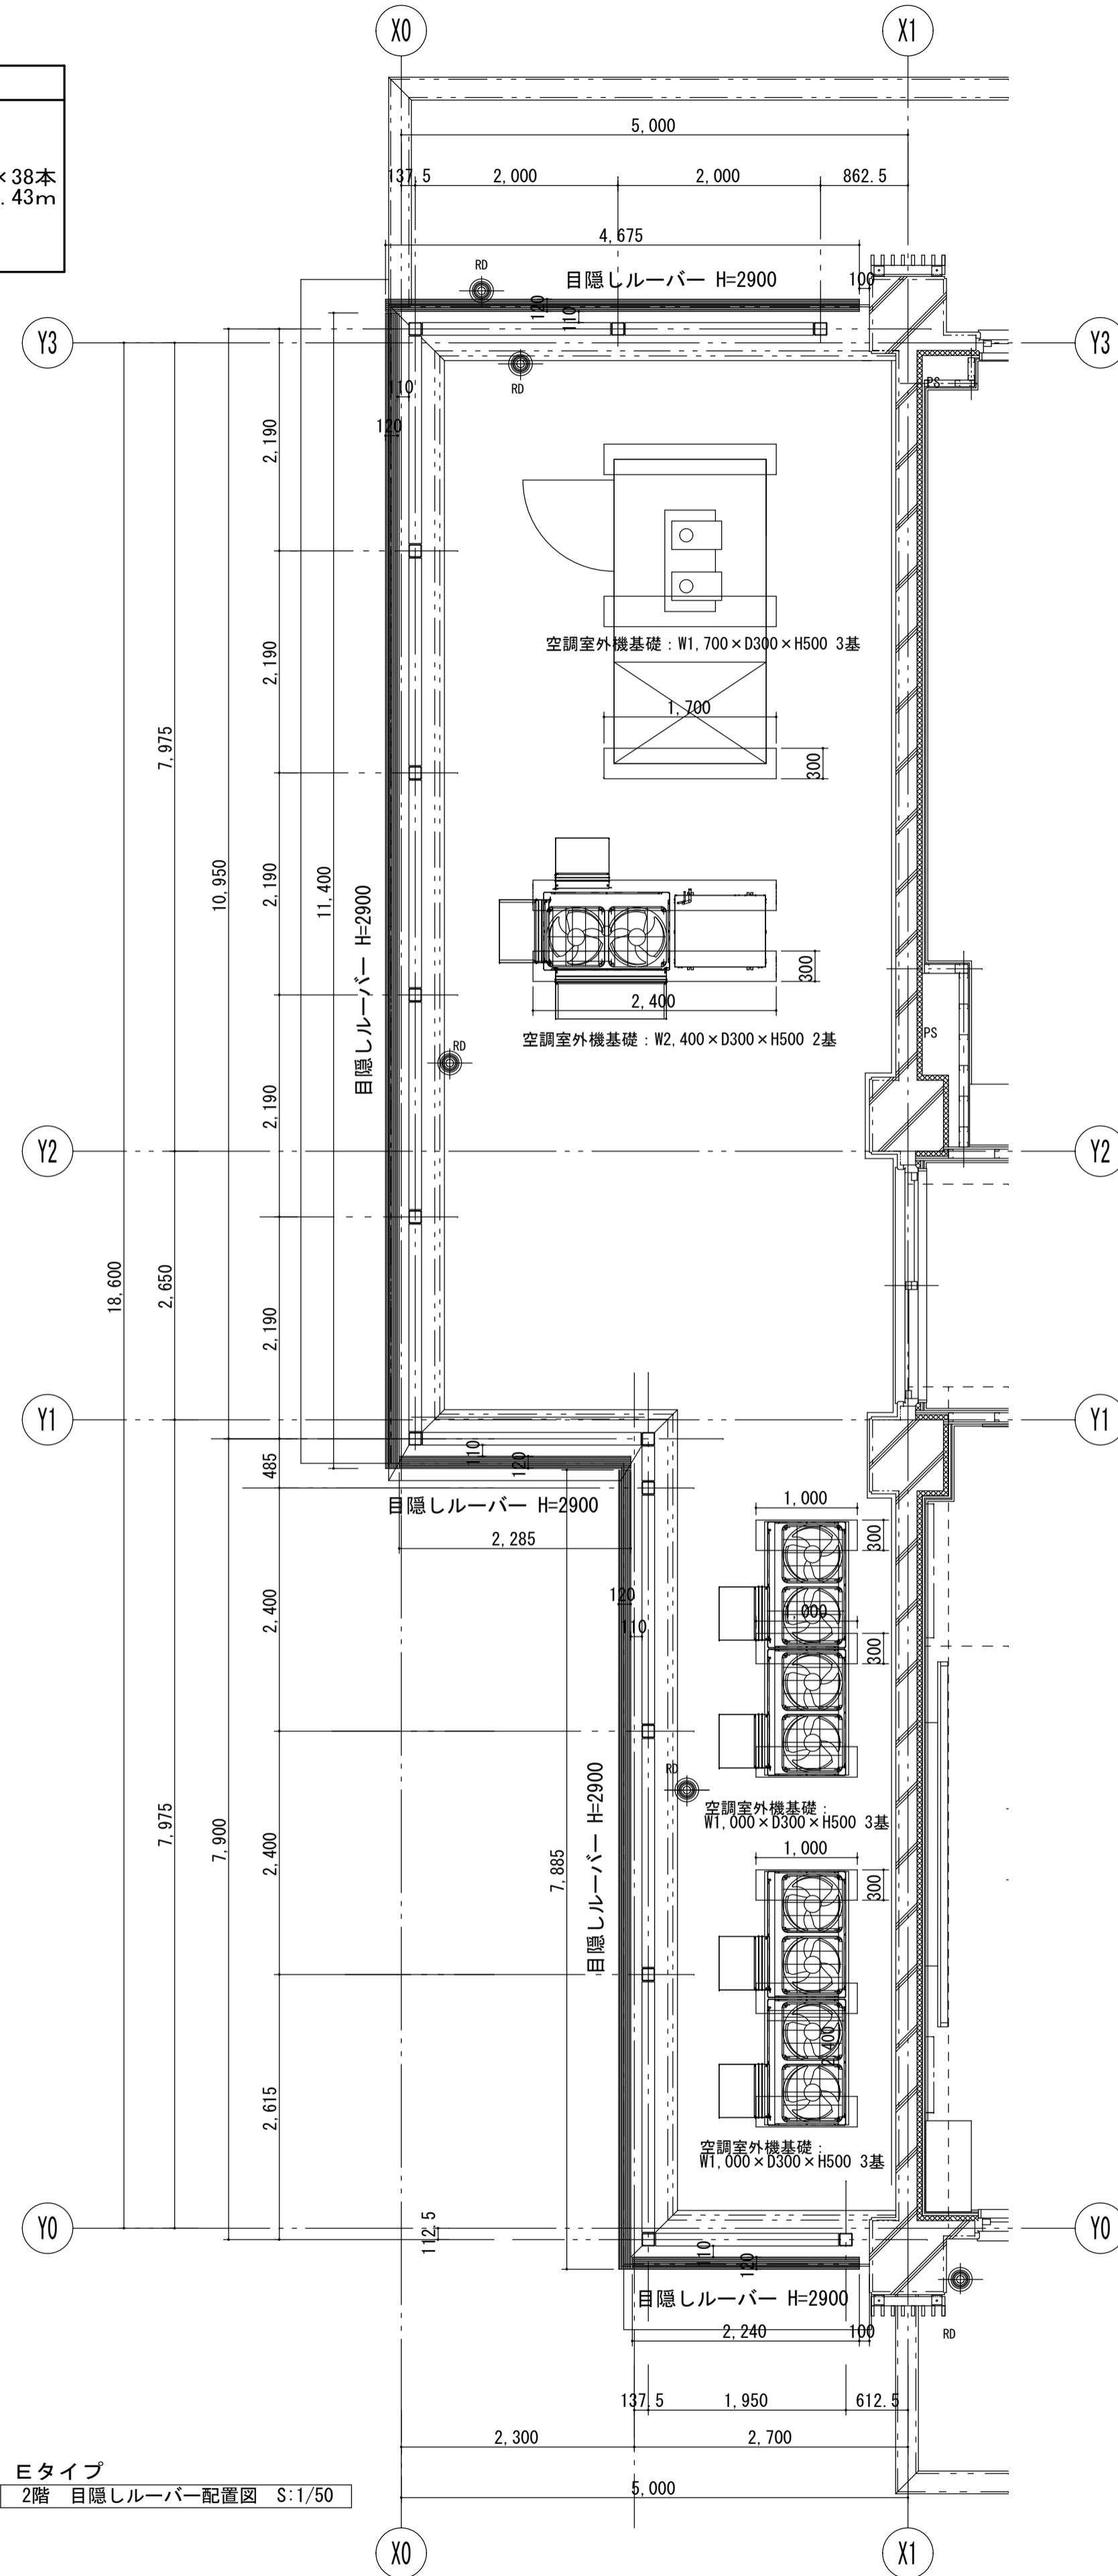 X0
X1
×38本
.43m
5,000
137.5
2,000
2,000
862.5
4,675
RD
目隠しルーバー H=2900
100
120
110
Y3
Y3
RD
PS
110
120
2,190
空調室外機基礎：W1,700×D300×H500 3基
2,190
1,700
7,975
300
10,950
11,400
2,190
目隠しルーバー H=2900
300
2,400
空調室外機基礎：W2,400×D300×H500 2基
PS
RD
2,190
Y2
Y2
18,600
2,650
2,190
Y1
Y1
485
110
120
目隠しルーバー H=2900
1,000
300
2,285
120
110
2,400
1,000
300
RD
目隠しルーバー H=2900
空調室外機基礎：
W1,000×D300×H500 3基
7,975
7,900
2,400
7,885
1,000
300
2,400
2,615
空調室外機基礎：
W1,000×D300×H500 3基
Y0
Y0
112.5
110
120
目隠しルーバー H=2900
2,240
100
RD
137.5
1,950
612.5
2,300
2,700
Eタイプ
2階 目隠しルーバー配置図 S:1/50
5,000
X0
X1